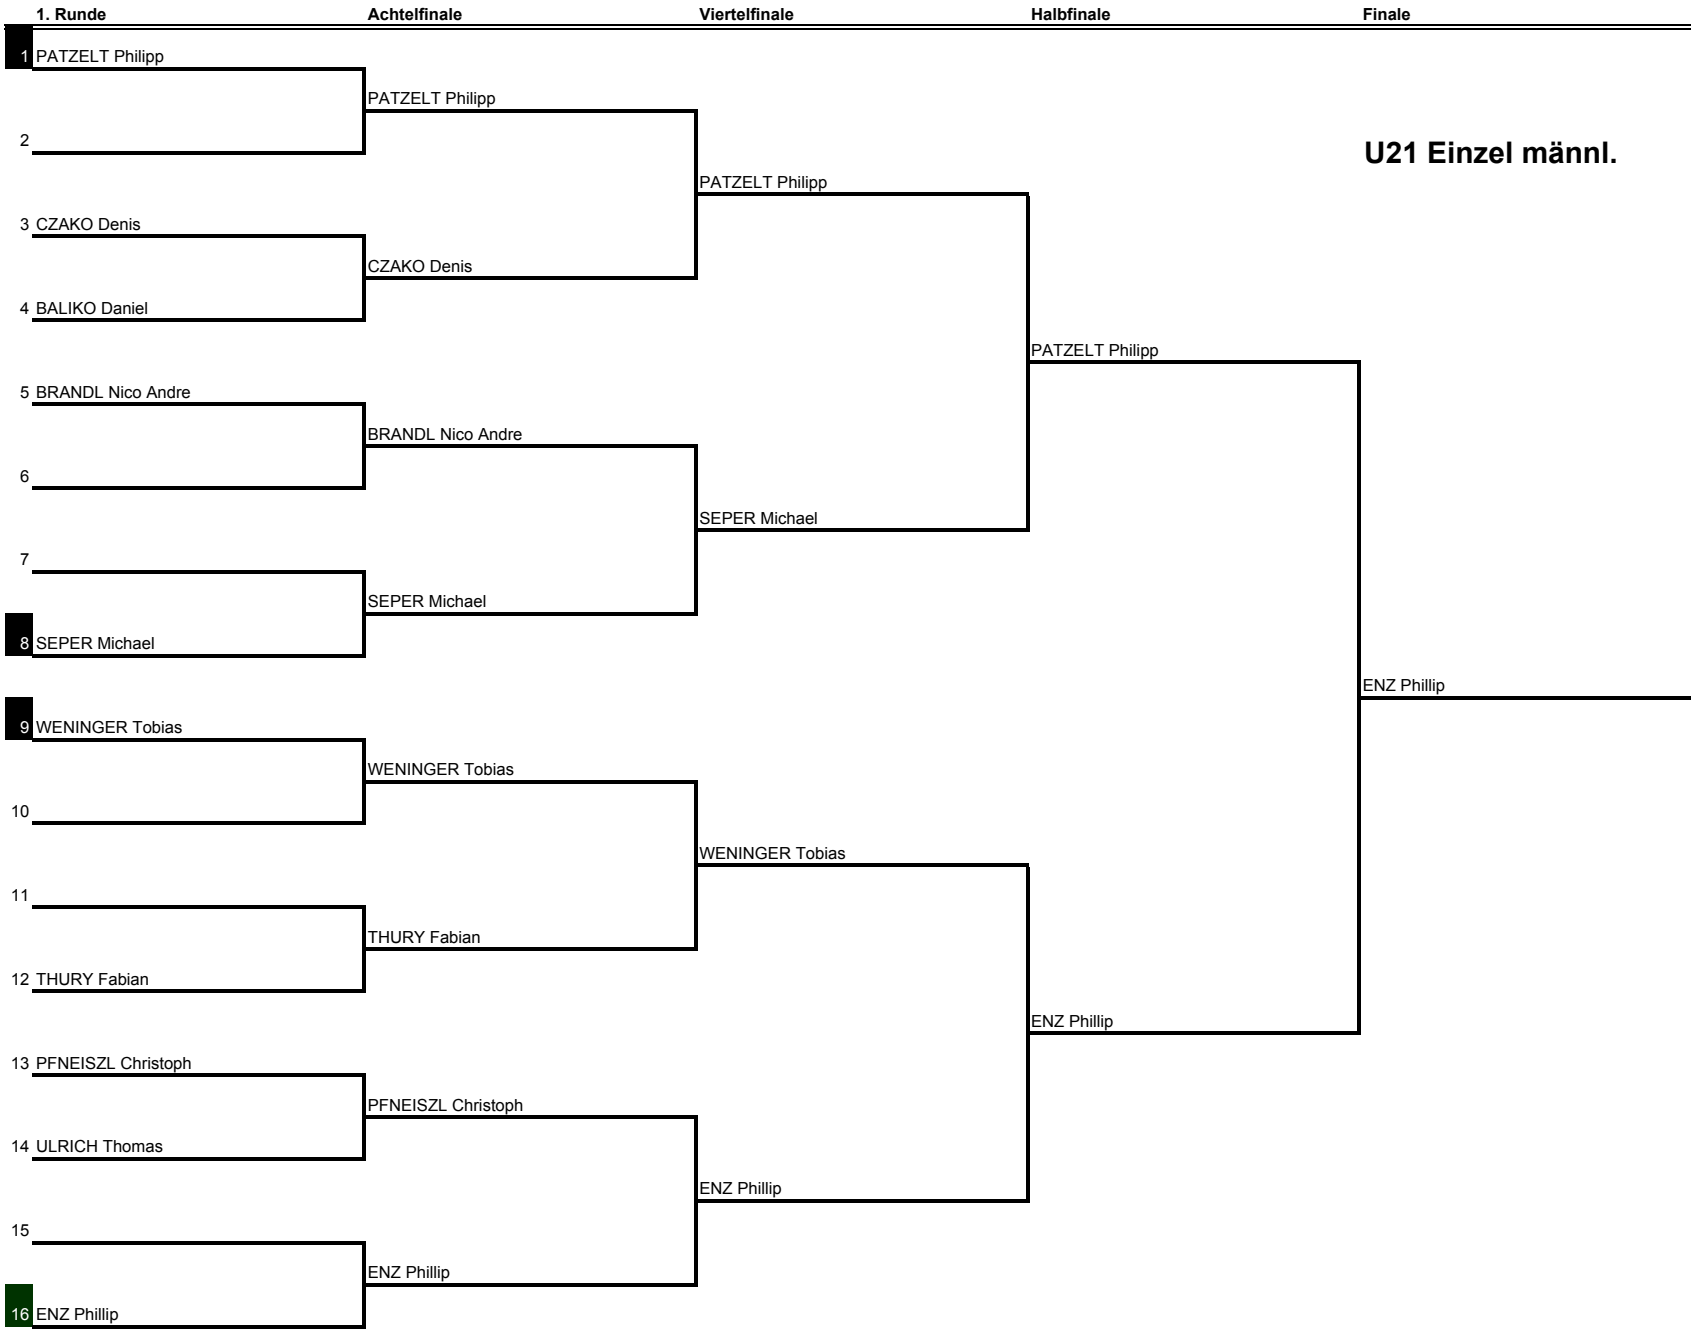 1. Runde Achtelfinale Viertelfinale Halbfinale Finale
1 PATZELT Philipp
PATZELT Philipp
2
U21 Einzel männl.
PATZELT Philipp
3 CZAKO Denis
CZAKO Denis
4 BALIKO Daniel
PATZELT Philipp
5 BRANDL Nico Andre
BRANDL Nico Andre
6
SEPER Michael
7
SEPER Michael
8 SEPER Michael
ENZ Phillip
9 WENINGER Tobias
WENINGER Tobias
10
WENINGER Tobias
11
THURY Fabian
12 THURY Fabian
ENZ Phillip
13 PFNEISZL Christoph
PFNEISZL Christoph
14 ULRICH Thomas
ENZ Phillip
15
ENZ Phillip
16 ENZ Phillip